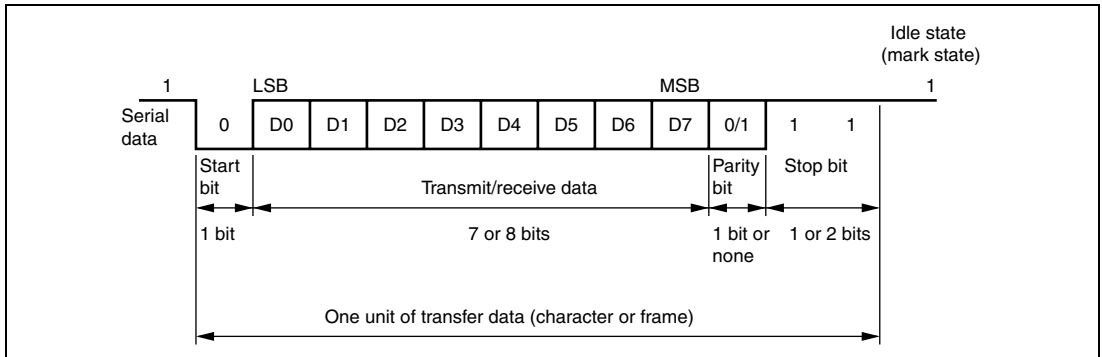 Idle state
(mark state)
1 LSB MSB 1
Serial
data
0 D0 D1 D2 D3 D4 D5 D6 D7 0/1 1 1
Start
bit
Transmit/receive data
Parity
bit
Stop bit
1 bit
7 or 8 bits
1 bit or
none
1 or 2 bits
One unit of transfer data (character or frame)